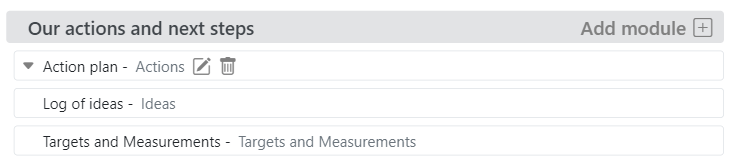 Our actions and next steps Add module
Action plan - Actions
Log of ideas - Ideas
Targets and Measurements - Targets and Measurements